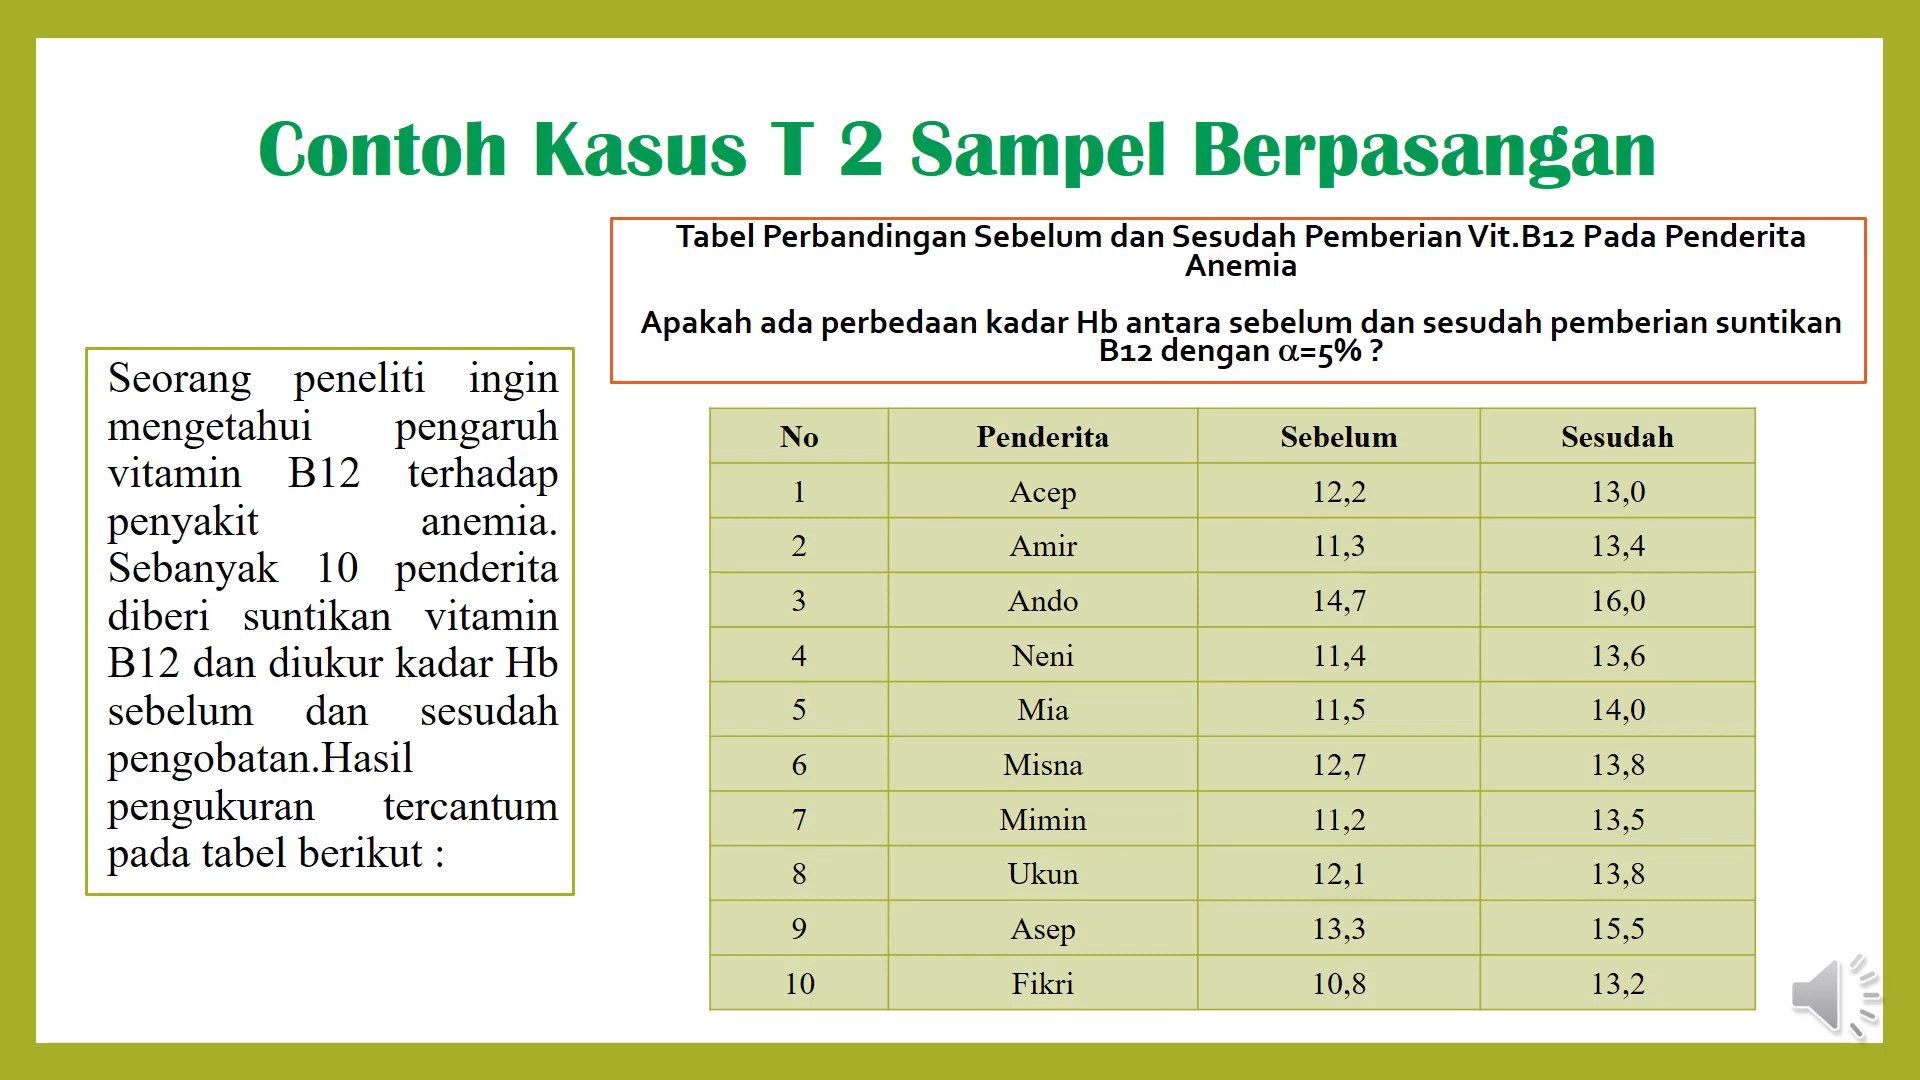 Contoh Kasus T 2 Sampel Berpasangan
Tabel Perbandingan Sebelum dan Sesudah Pemberian Vit.B12 Pada Penderita
Anemia
Apakah ada perbedaan kadar Hb antara sebelum dan sesudah pemberian suntikan
B12 dengan α=5% ?
Seorang peneliti ingin
mengetahui pengaruh
vitamin B12 terhadap
penyakit anemia.
Sebanyak 10 penderita
diberi suntikan vitamin
B12 dan diukur kadar Hb
sebelum dan sesudah
pengobatan.Hasil
pengukuran tercantum
pada tabel berikut :
No Penderita Sebelum Sesudah
1 Acep 12,2 13,0
2 Amir 11,3 13,4
3 Ando 14,7 16,0
4 Neni 11,4 13,6
5 Mia 11,5 14,0
6 Misna 12,7 13,8
7 Mimin 11,2 13,5
8 Ukun 12,1 13,8
9 Asep 13,3 15,5
10 Fikri 10,8 13,2